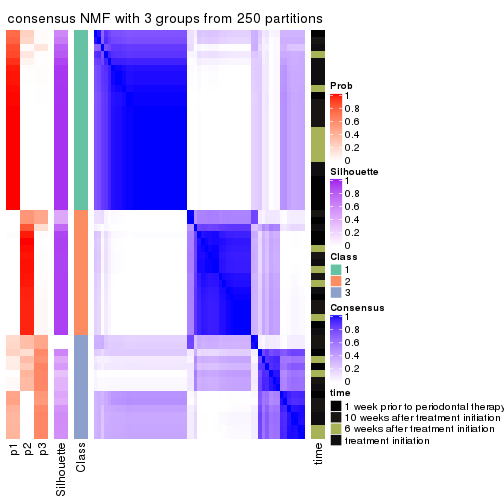 consensus NMF with 3 groups from 250 partitions
Prob
1
0.8
0.6
0.4
0.2
0
Silhouette
1
0.8
0.6
0.4
0.2
0
Class
1
2
3
Consensus
1
0.8
0.6
0.4
0.2
0
time
1 week prior to periodontal therapy
10 weeks after treatment initiation
6 weeks after treatment initiation
treatment initiation
p1
p2
p3
Silhouette
Class
time